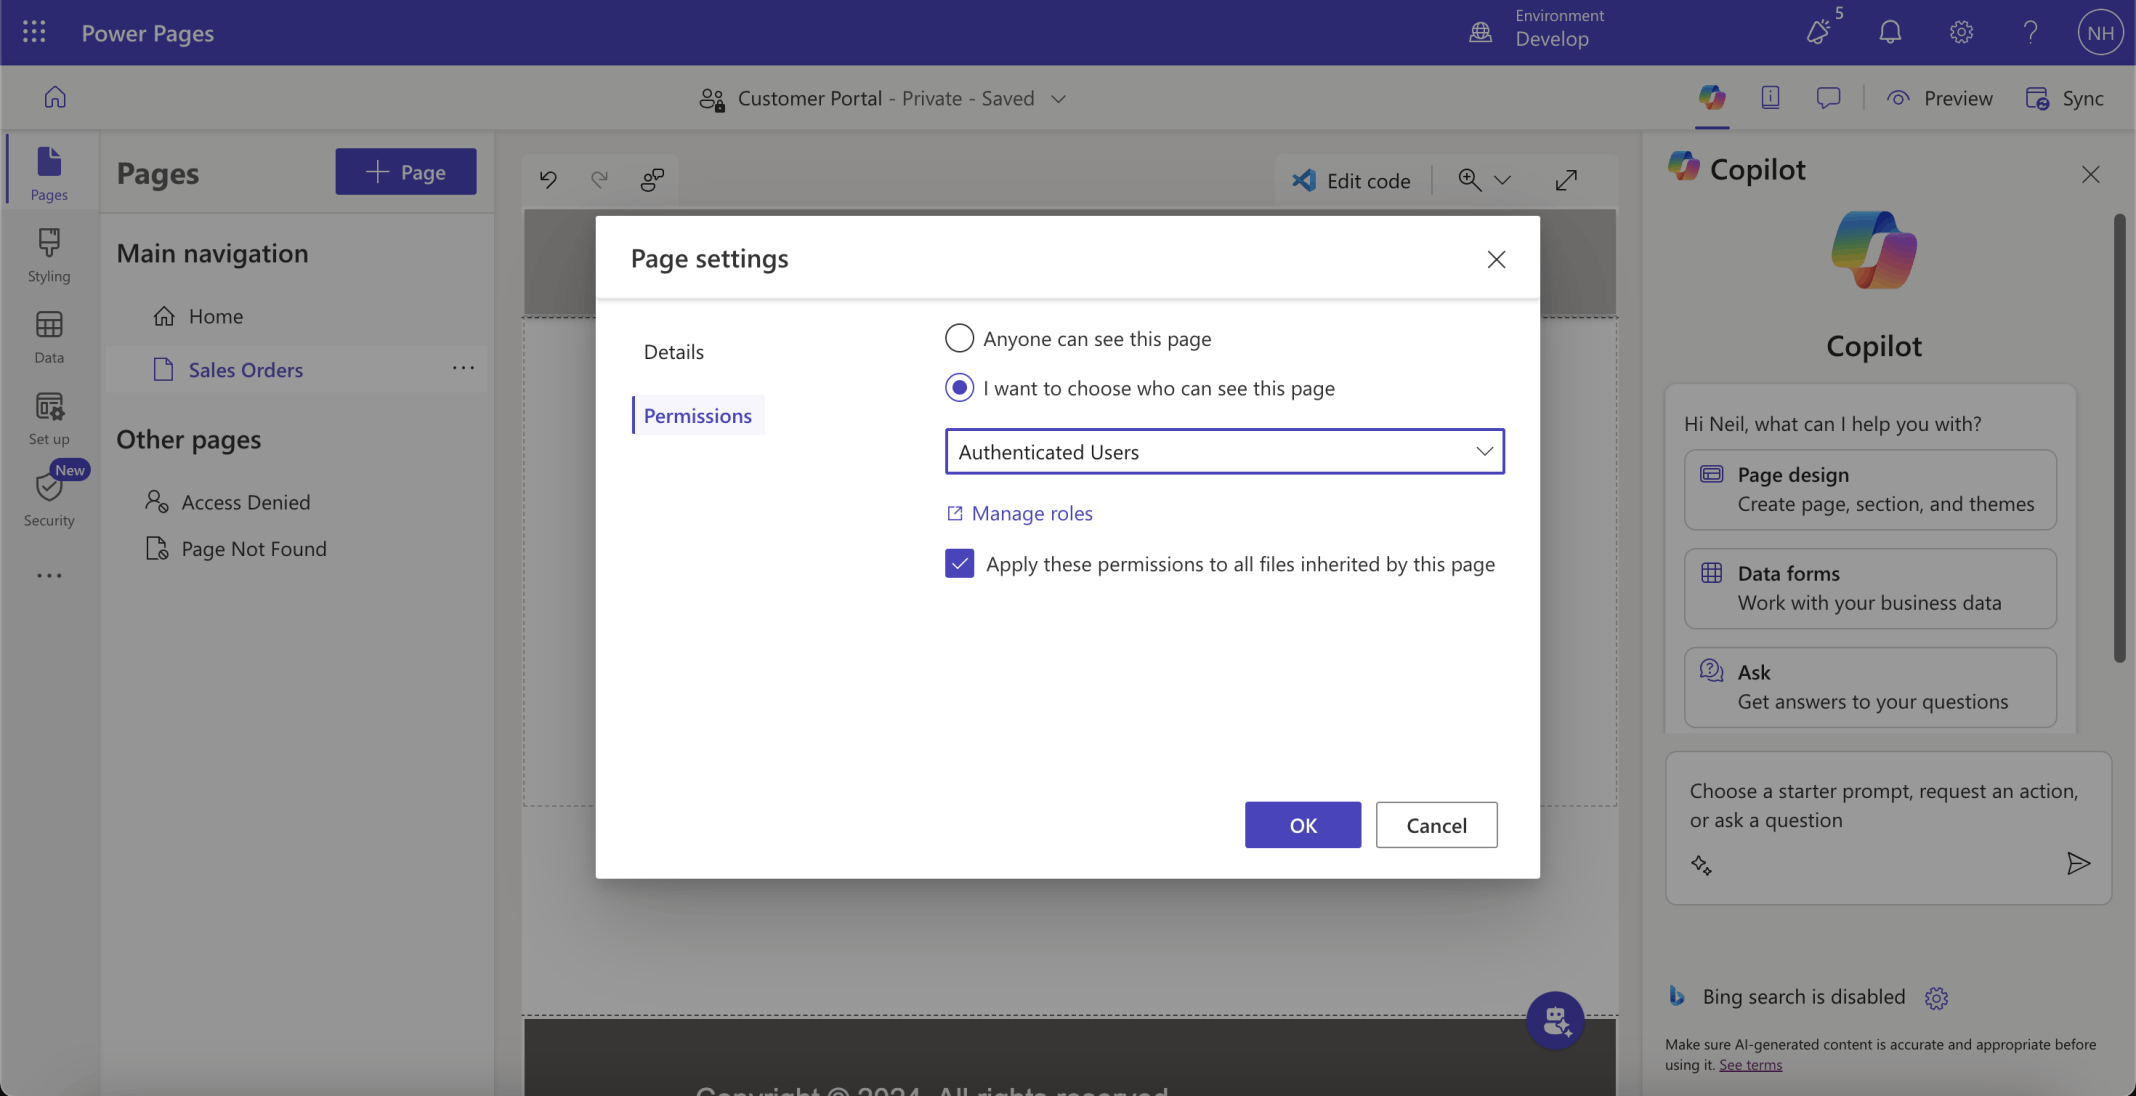 Power Pages
Environment
Develop
5
NH
Customer Portal - Private - Saved
Preview
Sync
Pages
Styling
Data
Set up
New
Security
Pages
Page
Main navigation
Home
Sales Orders
Other pages
Access Denied
Page Not Found
Edit code
Page settings
Details
Permissions
Anyone can see this page
I want to choose who can see this page
Authenticated Users
Manage roles
Apply these permissions to all files inherited by this page
OK
Cancel
Copyright © 2024. All rights reserved.
Copilot
Copilot
Hi Neil, what can I help you with?
Page design
Create page, section, and themes
Data forms
Work with your business data
Ask
Get answers to your questions
Choose a starter prompt, request an action,
or ask a question
Bing search is disabled
Make sure AI-generated content is accurate and appropriate before
using it. See terms